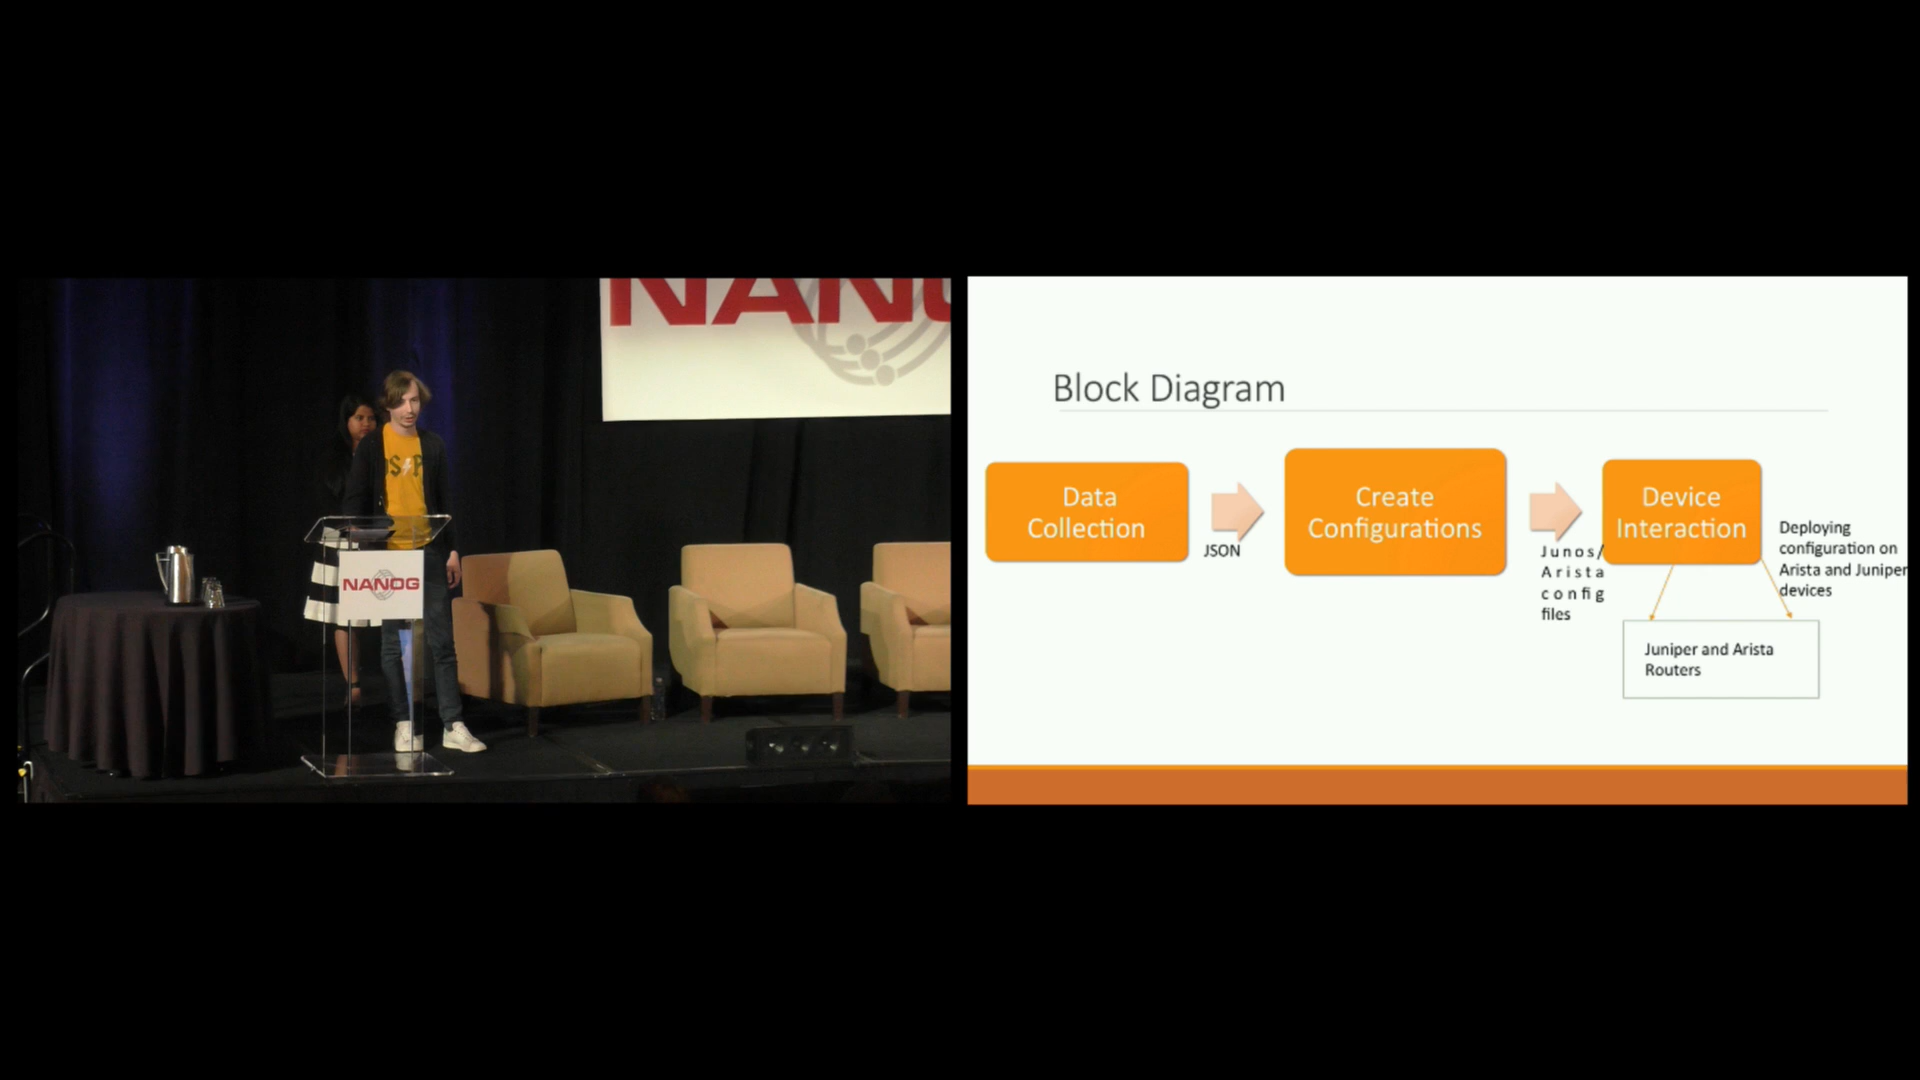 NANOG
Block Diagram
Data
Collection
JSON
Create
Configurations
Junos/
Arista
config
files
Device
Interaction
Deploying
configuration on
Arista and Juniper
devices
Juniper and Arista
Routers